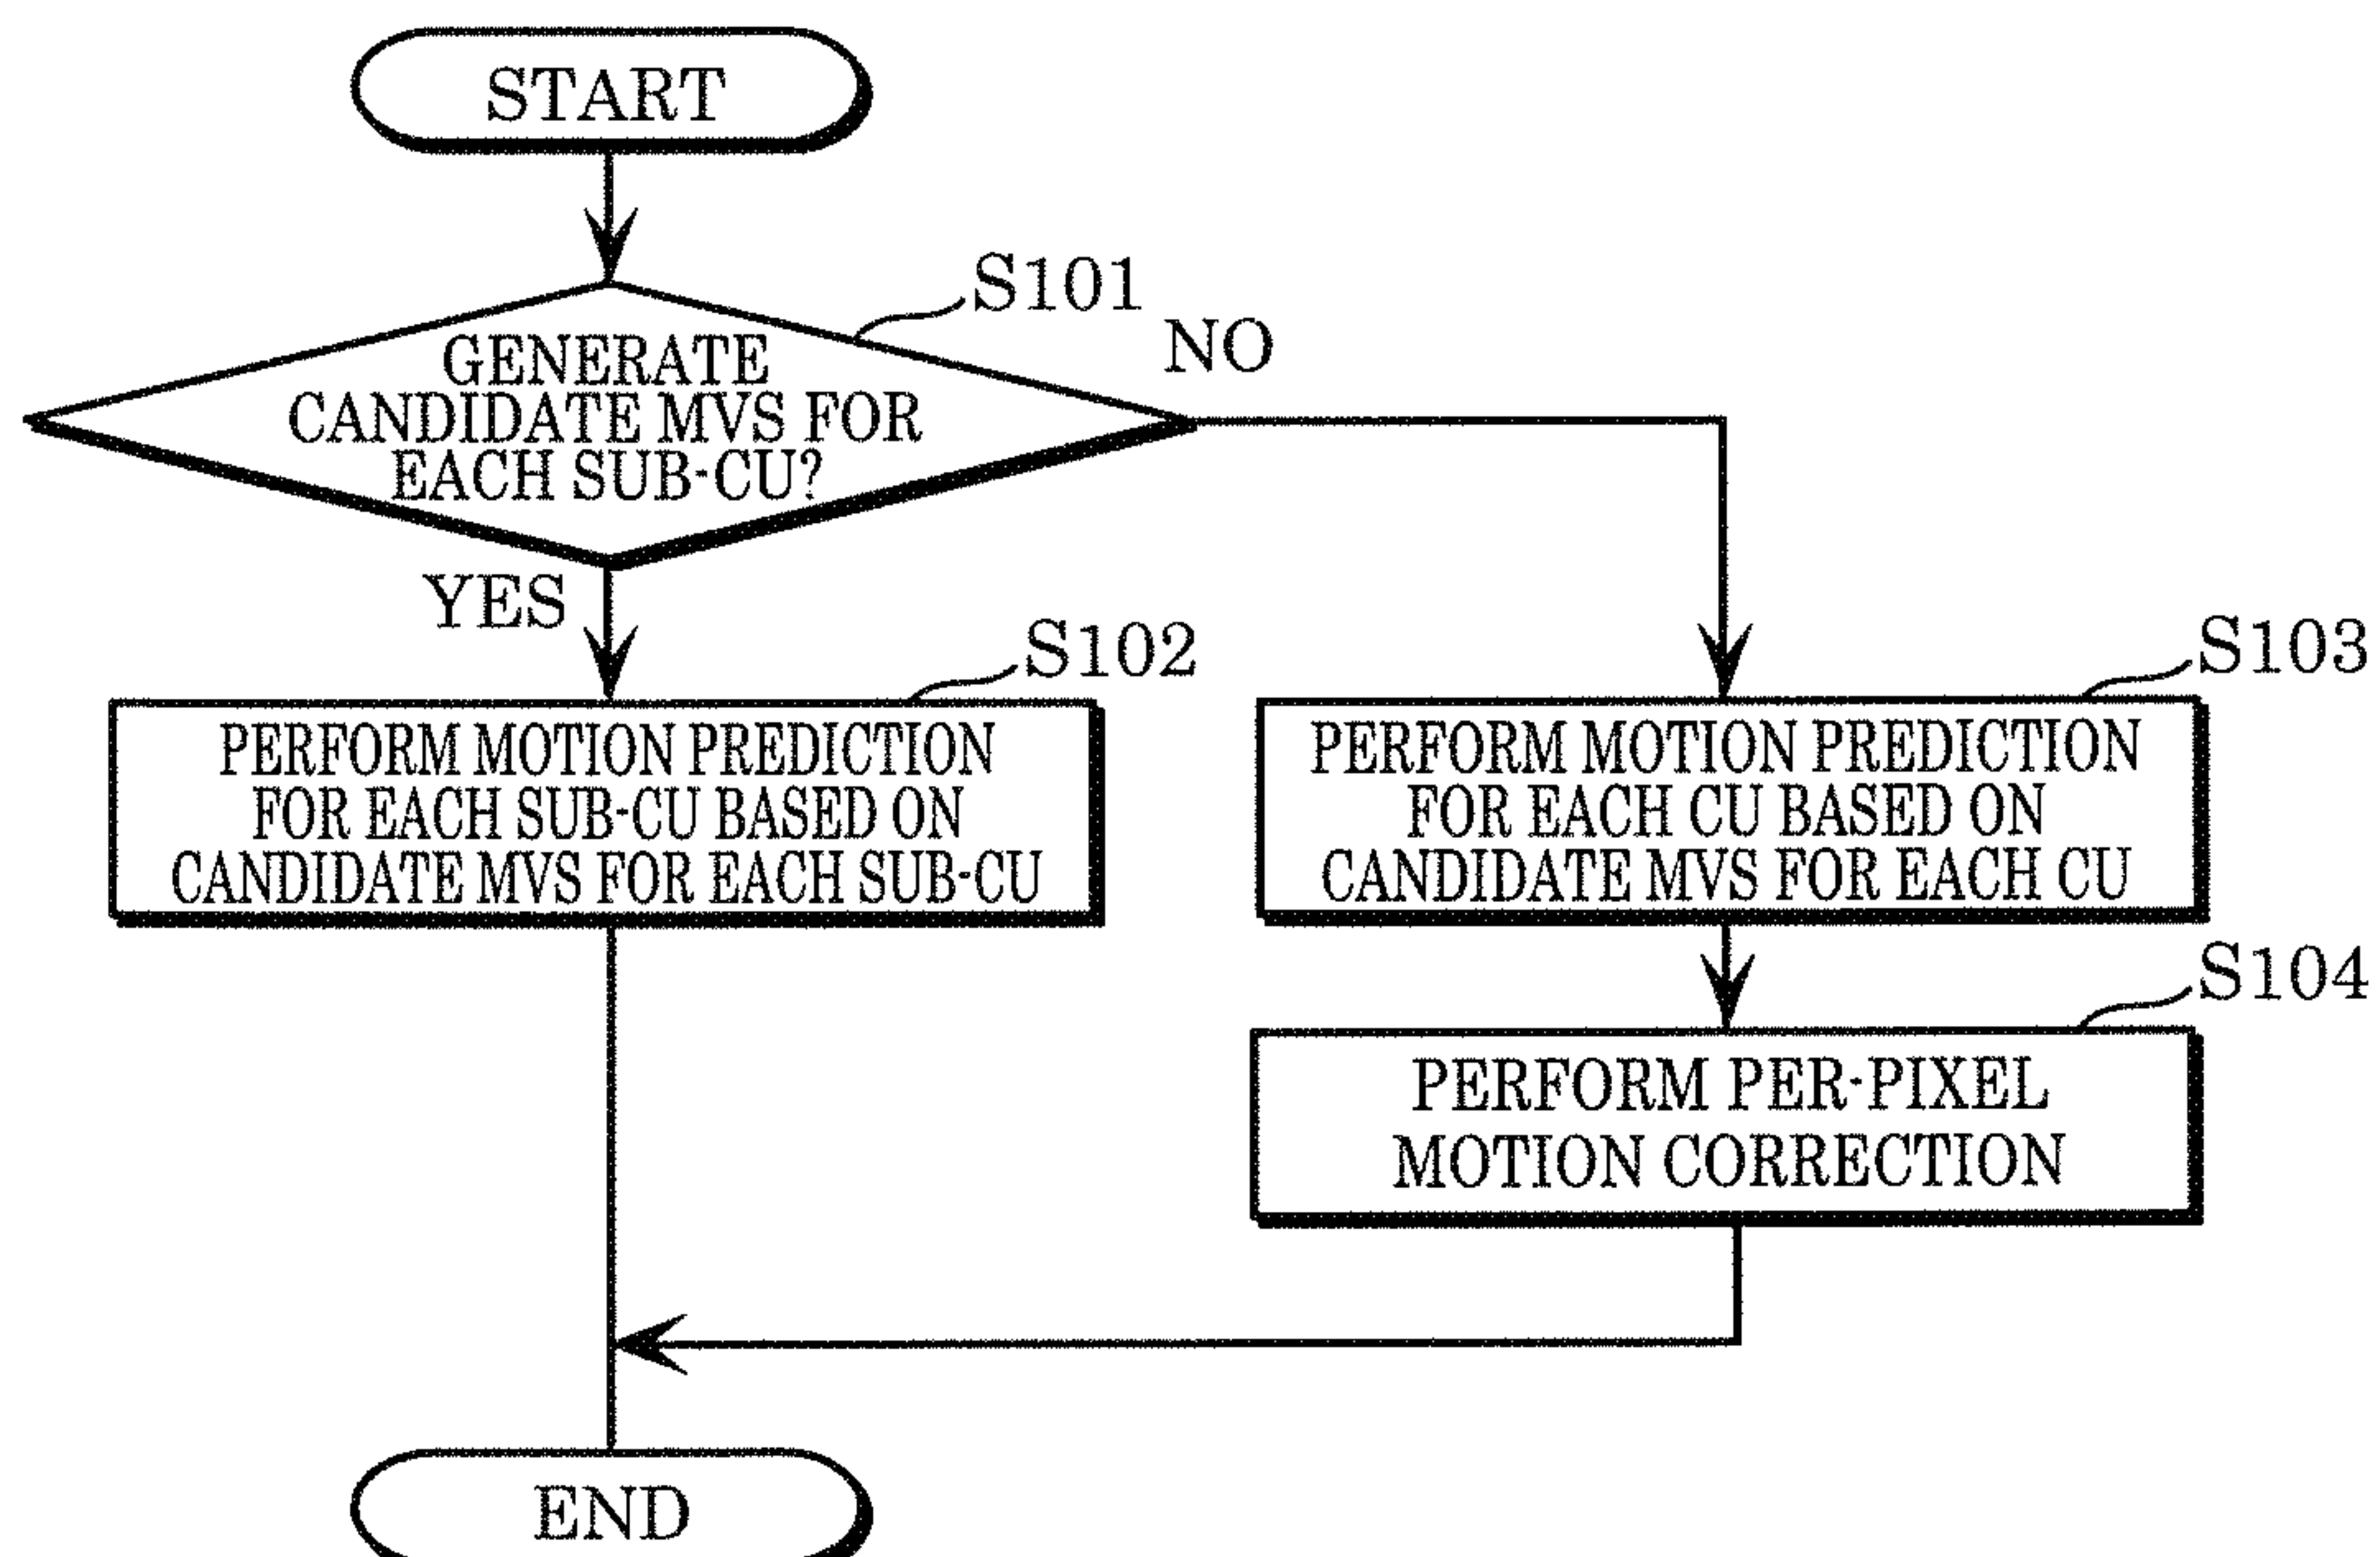 START
S101
GENERATE
CANDIDATE MVS FOR
EACH SUB-CU?
NO
YES
S102
PERFORM MOTION PREDICTION
FOR EACH SUB-CU BASED ON
CANDIDATE MVS FOR EACH SUB-CU
S103
PERFORM MOTION PREDICTION
FOR EACH CU BASED ON
CANDIDATE MVS FOR EACH CU
S104
PERFORM PER-PIXEL
MOTION CORRECTION
END